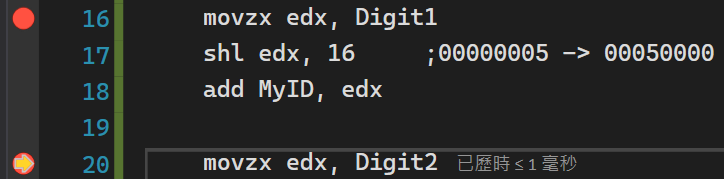 16 movzx edx, Digit1
17 shl edx, 16 ;00000005 -> 00050000
18 add MyID, edx
19
20 movzx edx, Digit2 已歷時 ≤ 1 毫秒